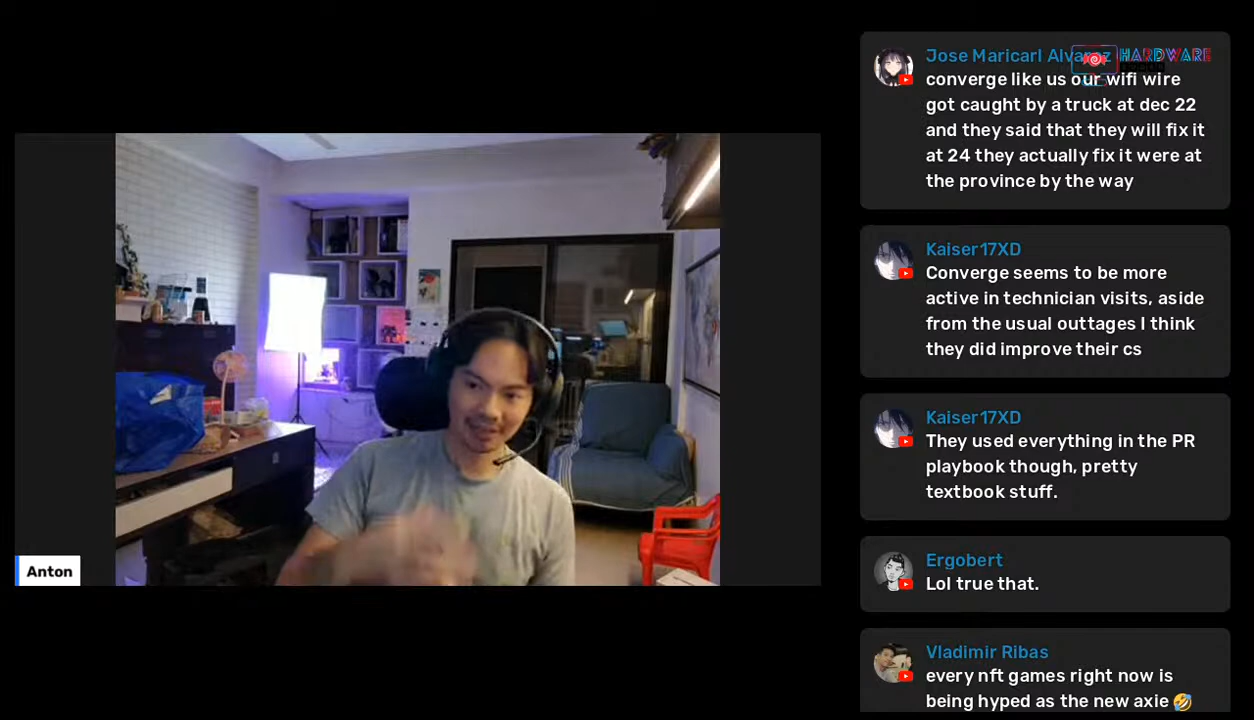 Jose Maricarl Alvarez
HARDWARE
converge like us our wifi wire
got caught by a truck at dec 22
and they said that they will fix it
at 24 they actually fix it were at
the province by the way
Kaiser17XD
Converge seems to be more
active in technician visits, aside
from the usual outtages I think
they did improve their cs
Kaiser17XD
They used everything in the PR
playbook though, pretty
textbook stuff.
Ergobert
Lol true that.
Vladimir Ribas
every nft games right now is
being hyped as the new axie 🤣
Anton